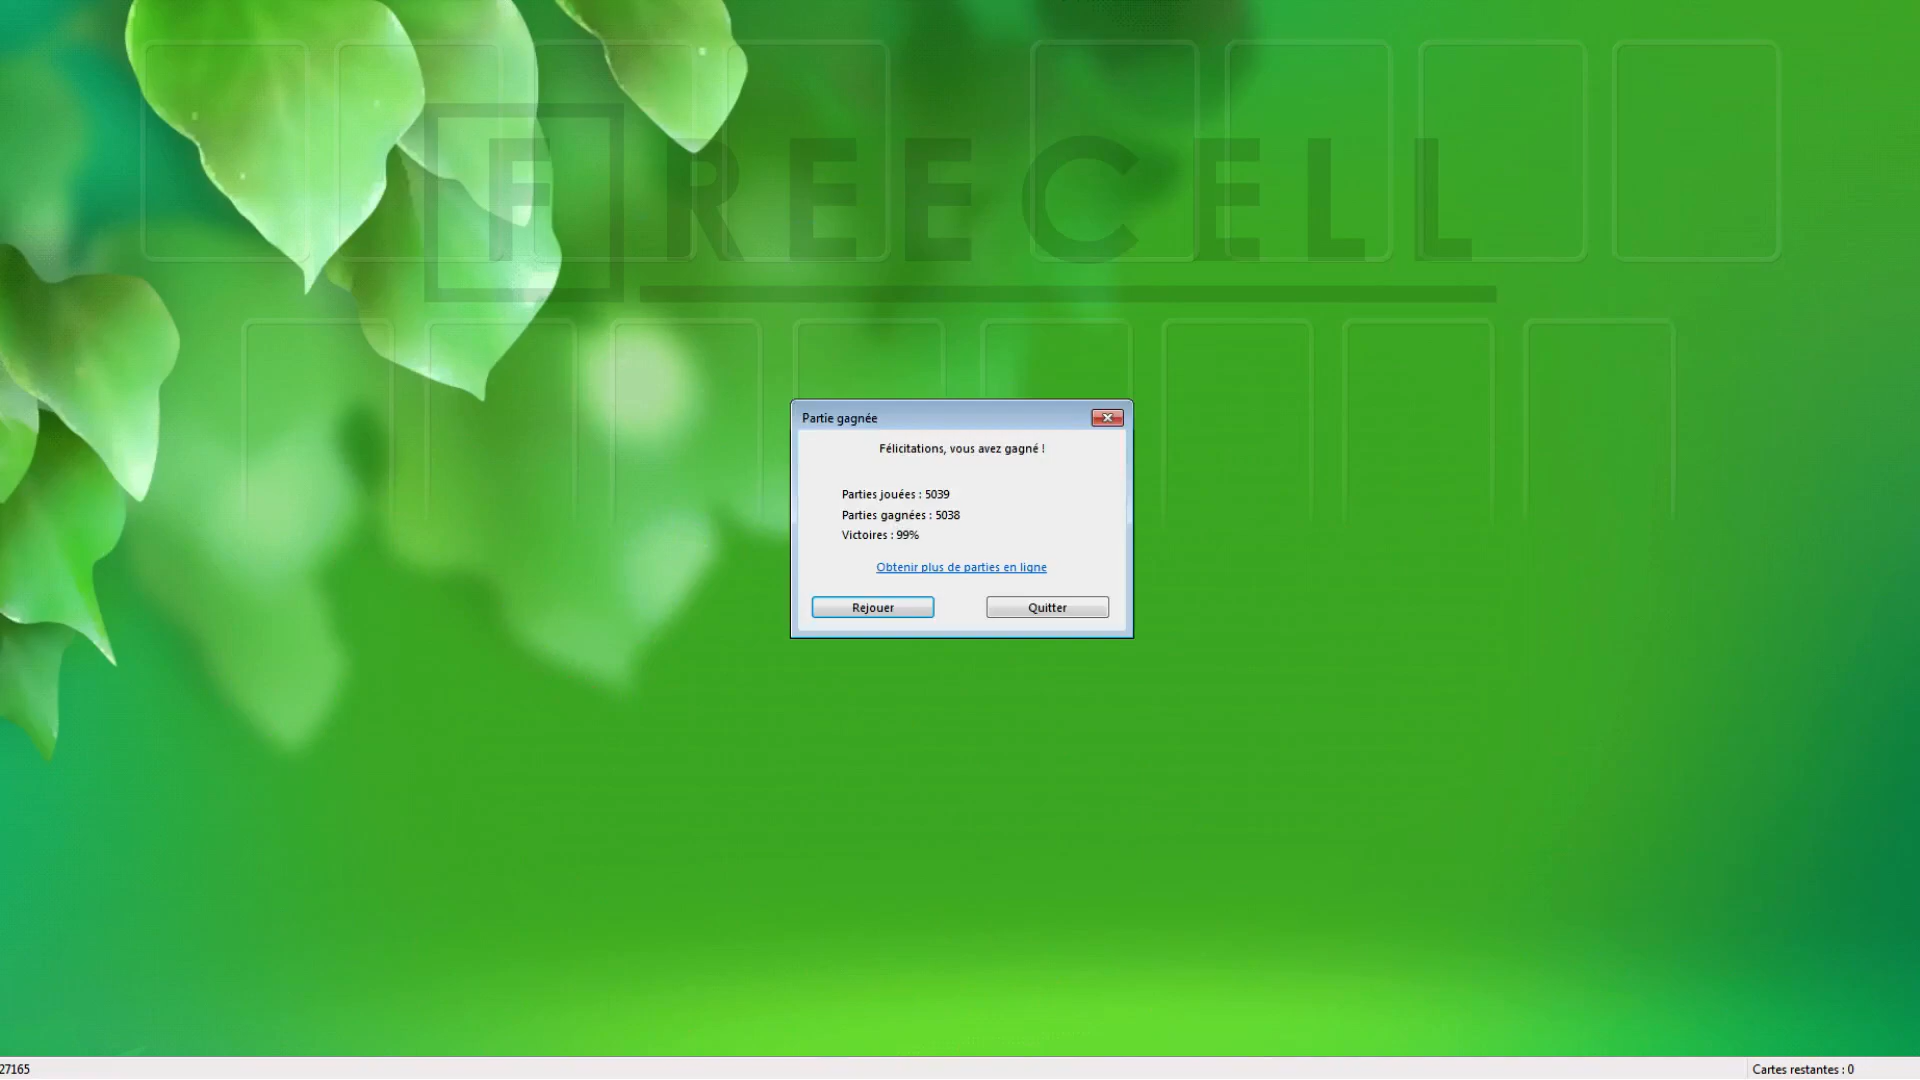 FREECELL
Partie gagnée
Félicitations, vous avez gagné !
Parties jouées : 5039
Parties gagnées : 5038
Victoires : 99%
Obtenir plus de parties en ligne
Rejouer
Quitter
27165
Cartes restantes : 0